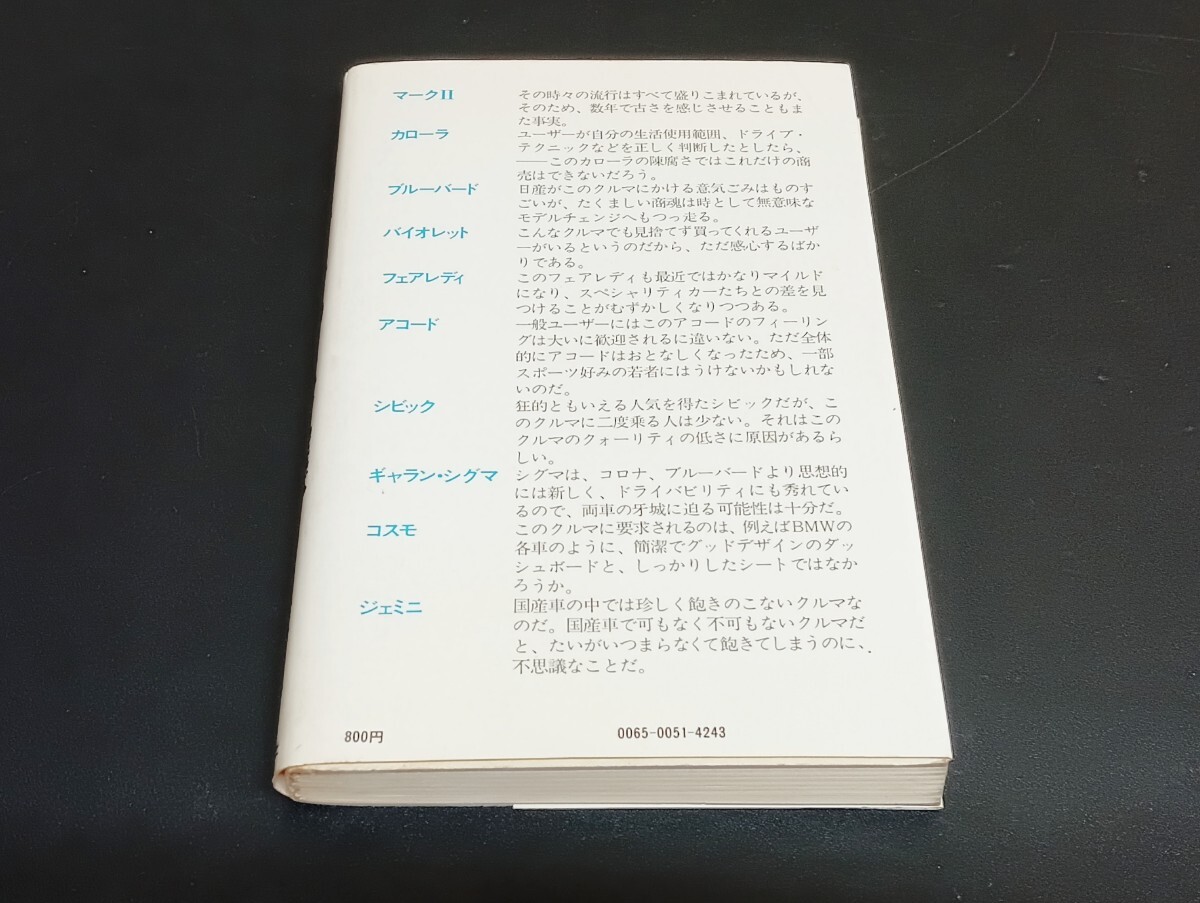 マークII
その時々の流行はすべて盛りこまれているが、
そのため、数年で古さを感じさせることもま
た事実。
カローラ
ユーザーが自分の生活使用範囲、ドライブ・
テクニックなどを正しく判断したとしたら、
――このカローラの陳腐さではこれだけの商
売はできないだろう。
ブルーバード
日産がこのクルマにかける意気ごみはものす
ごいが、たくましい商魂は時として無意味な
モデルチェンジへもつっ走る。
バイオレット
こんなクルマでも見捨てず買ってくれるユーザ
ーがいるというのだから、ただ感心するばか
りである。
フェアレディ
このフェアレディも最近ではかなりマイルド
になり、スペシャリティカーたちとの差を見
つけることがむずかしくなりつつある。
アコード
一般ユーザーにはこのアコードのフィーリン
グは大いに歓迎されるに違いない。ただ全体
的にアコードはおとなしくなったため、一部
スポーツ好みの若者にはうけないかもしれな
いのだ。
シビック
狂的ともいえる人気を得たシビックだが、こ
のクルマに二度乗る人は少ない。それはこの
クルマのクォーリティの低さに原因があるら
しい。
ギャラン・シグマ
シグマは、コロナ、ブルーバードより思想的
には新しく、ドライバビリティにも秀れてい
るので、両車の牙城に迫る可能性は十分だ。
コスモ
このクルマに要求されるのは、例えばBMWの
各車のように、簡潔でグッドデザインのダッ
シュボードと、しっかりしたシートではなか
ろうか。
ジェミニ
国産車の中では珍しく飽きのこないクルマな
のだ。国産車で可もなく不可もないクルマだ
と、たいがいつまらなくて飽きてしまうのに、
不思議なことだ。
800円
0065-0051-4243